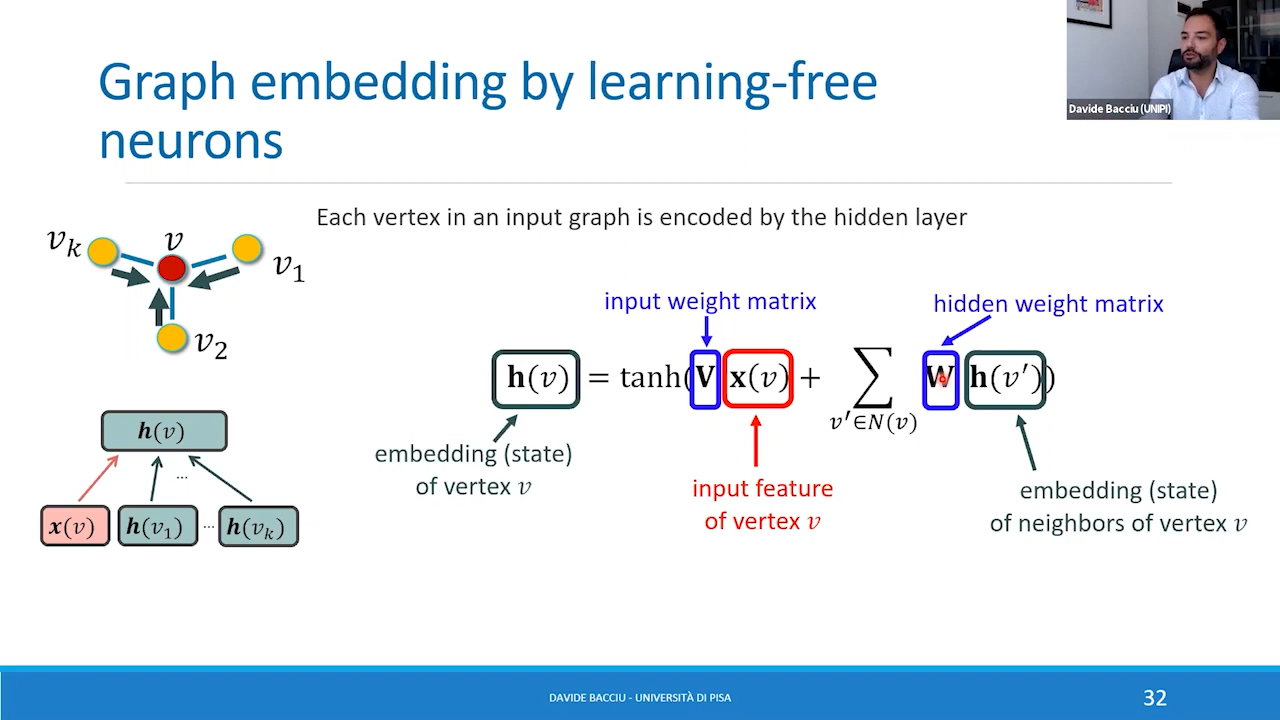 Graph embedding by learning-free
neurons
Davide Bacciu (UNIPI)
Each vertex in an input graph is encoded by the hidden layer
v_k
v
v_1
v_2
input weight matrix
hidden weight matrix
𝐡(v) = tanh(𝐕 𝐱(v) + ∑_{v′∈N(v)} 𝐖 𝐡(v′))
embedding (state)
of vertex v
input feature
of vertex v
embedding (state)
of neighbors of vertex v
h(v)
...
x(v) h(v_1) ... h(v_k)
DAVIDE BACCIU - UNIVERSITÀ DI PISA
32